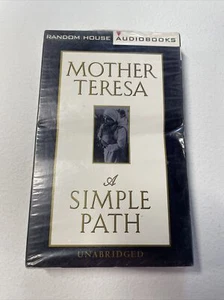 RANDOM HOUSE AUDIOBOOKS
MOTHER
TERESA
A
SIMPLE
PATH
UNABRIDGED